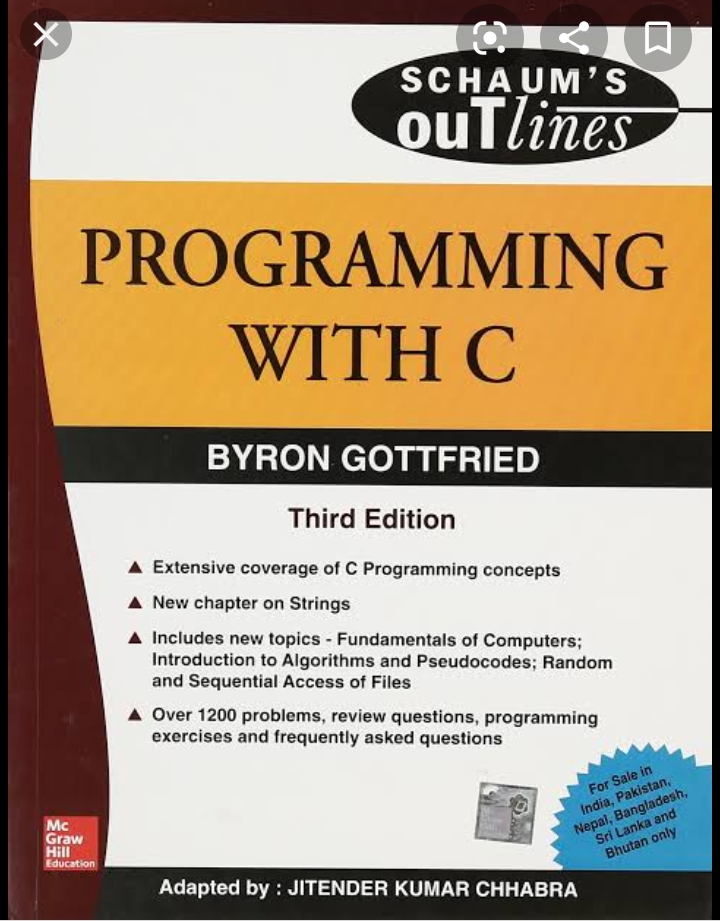 SCHAUM'S
ouTlines
PROGRAMMING
WITH C
BYRON GOTTFRIED
Third Edition
Extensive coverage of C Programming concepts
New chapter on Strings
Includes new topics - Fundamentals of Computers;
Introduction to Algorithms and Pseudocodes; Random
and Sequential Access of Files
Over 1200 problems, review questions, programming
exercises and frequently asked questions
For Sale in
India, Pakistan,
Nepal, Bangladesh,
Sri Lanka and
Bhutan only
Mc
Graw
Hill
Education
Adapted by : JITENDER KUMAR CHHABRA